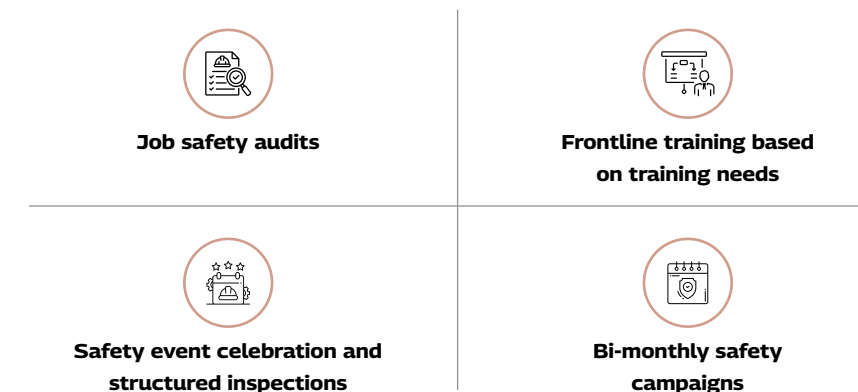 Job safety audits
Frontline training based
on training needs
Safety event celebration and
structured inspections
Bi-monthly safety
campaigns